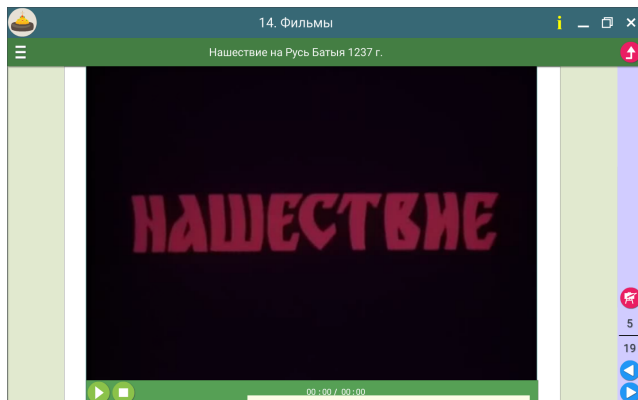 14. Фильмы
i
Нашествие на Русь Батыя 1237 г.
НАШЕСТВИЕ
5
19
00 : 00 / 00 : 00